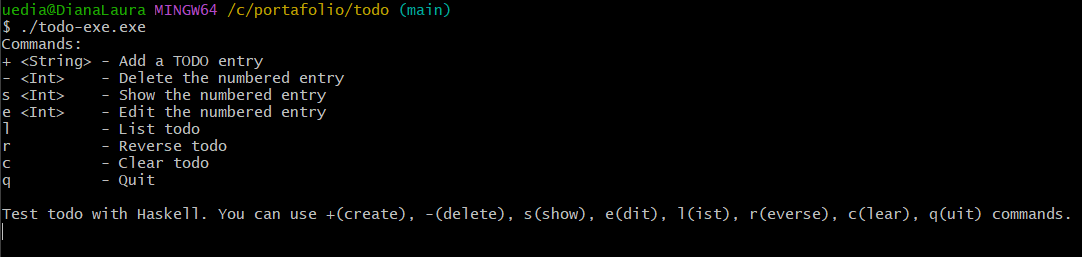 uedia@DianaLaura MINGW64 /c/portafolio/todo (main)
$ ./todo-exe.exe
Commands:
+ <String> - Add a TODO entry
- <Int>    - Delete the numbered entry
s <Int>    - Show the numbered entry
e <Int>    - Edit the numbered entry
l          - List todo
r          - Reverse todo
c          - Clear todo
q          - Quit

Test todo with Haskell. You can use +(create), -(delete), s(show), e(dit), l(ist), r(everse), c(lear), q(uit) commands.